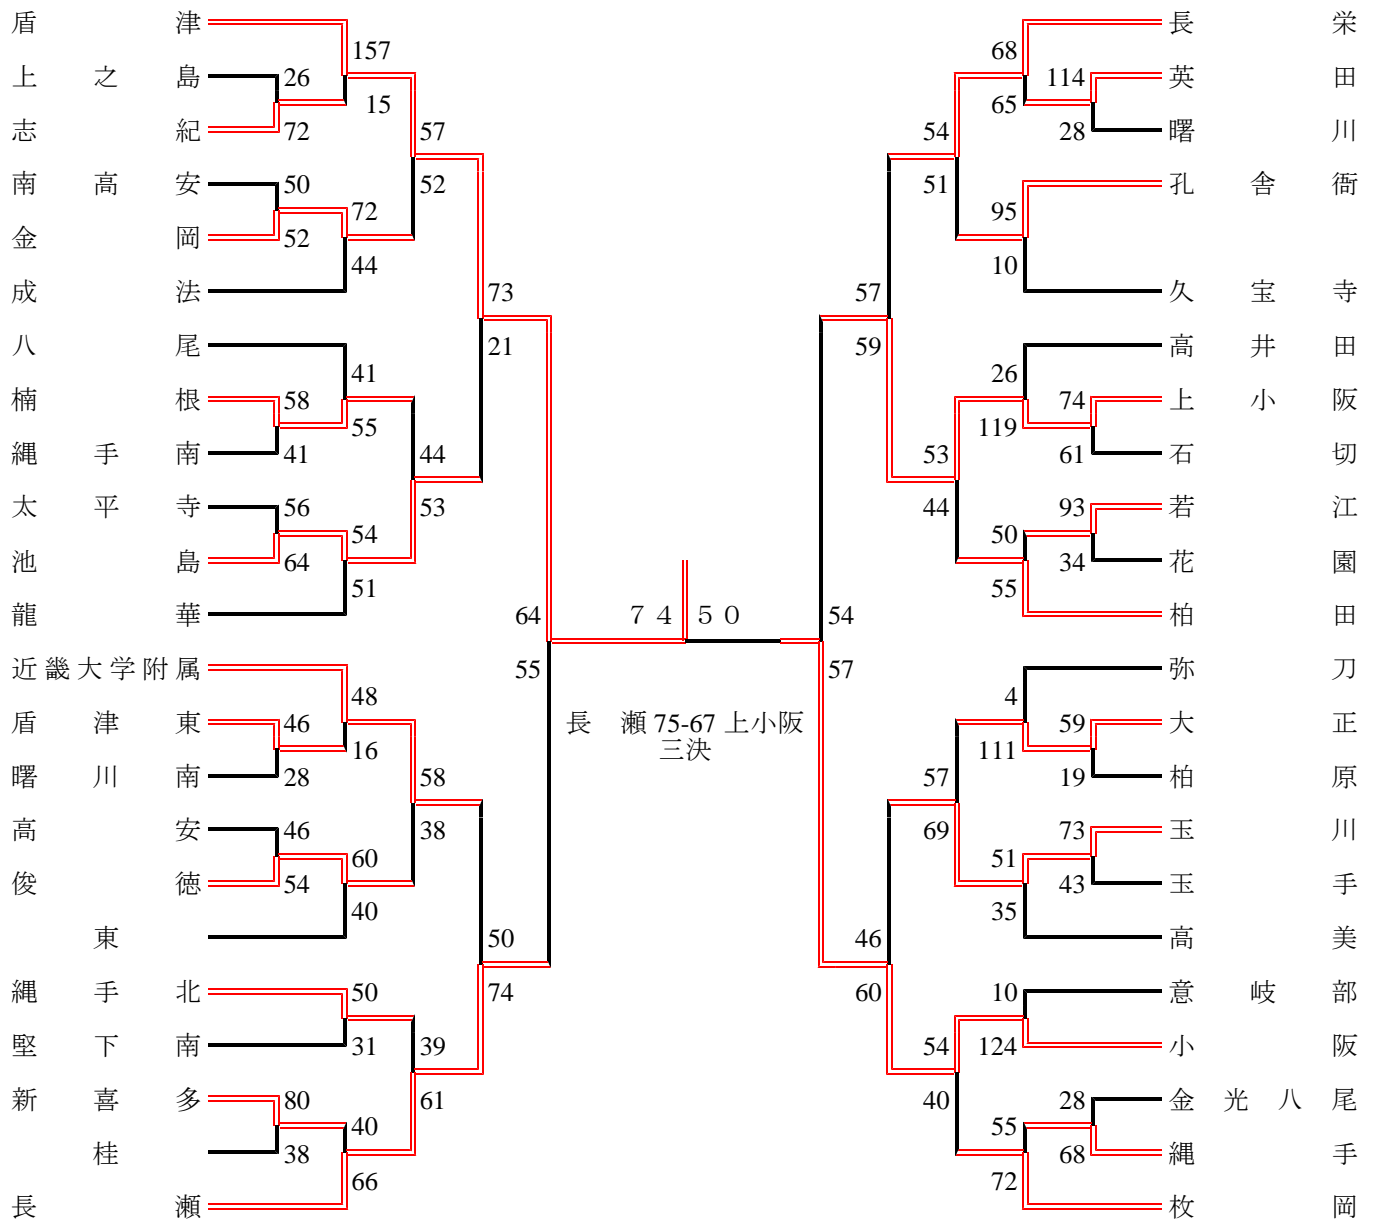 盾津 長栄
157 68
上之島 26 114 英田
15 65
志紀 72 57 54 28 曙川
南高安 50 52 51 孔舎衙
72 95
金岡 52
44 10
成法 73 57 久宝寺
八尾 21 59 高井田
41 26
楠根 58 74 上小阪
55 119
縄手南 41 44 53 61 石切
太平寺 56 53 44 93 若江
54 50
池島 64 34 花園
51 55
龍華 64 74 50 54 柏田
近畿大学附属 55 57 弥刀
48 4
盾津東 46 長瀬 75-67 上小阪 59 大正
16 三決 111
曙川南 28 58 57 19 柏原
高安 46 38 69 73 玉川
60 51
俊徳 54 43 玉手
40 35
東 50 46 高美
縄手北 50 74 60 10 意岐部
堅下南 31 39 54 124 小阪
新喜多 80 61 40 28 金光八尾
40 55
桂 38 68 縄手
66 72
長瀬 枚岡